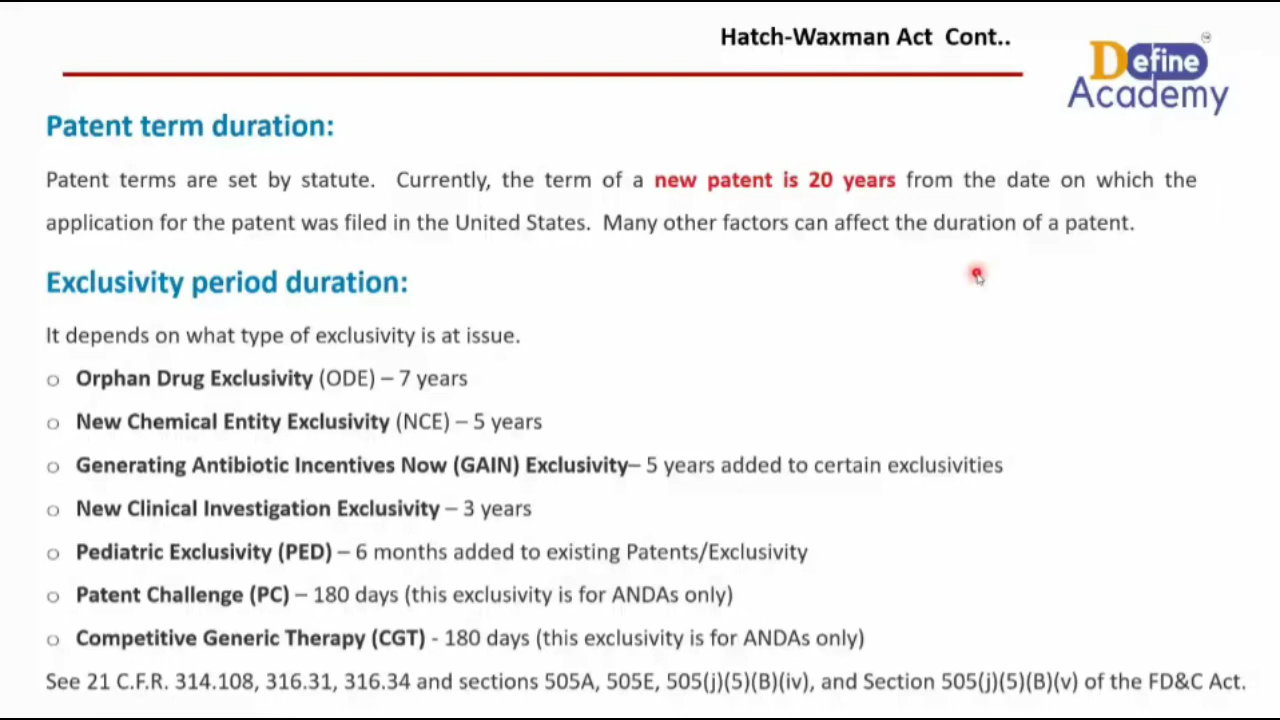 Hatch-Waxman Act Cont..
Define
Academy
Patent term duration:
Patent terms are set by statute. Currently, the term of a new patent is 20 years from the date on which the
application for the patent was filed in the United States. Many other factors can affect the duration of a patent.
Exclusivity period duration:
It depends on what type of exclusivity is at issue.
o Orphan Drug Exclusivity (ODE) – 7 years
o New Chemical Entity Exclusivity (NCE) – 5 years
o Generating Antibiotic Incentives Now (GAIN) Exclusivity– 5 years added to certain exclusivities
o New Clinical Investigation Exclusivity – 3 years
o Pediatric Exclusivity (PED) – 6 months added to existing Patents/Exclusivity
o Patent Challenge (PC) – 180 days (this exclusivity is for ANDAs only)
o Competitive Generic Therapy (CGT) - 180 days (this exclusivity is for ANDAs only)
See 21 C.F.R. 314.108, 316.31, 316.34 and sections 505A, 505E, 505(j)(5)(B)(iv), and Section 505(j)(5)(B)(v) of the FD&C Act.